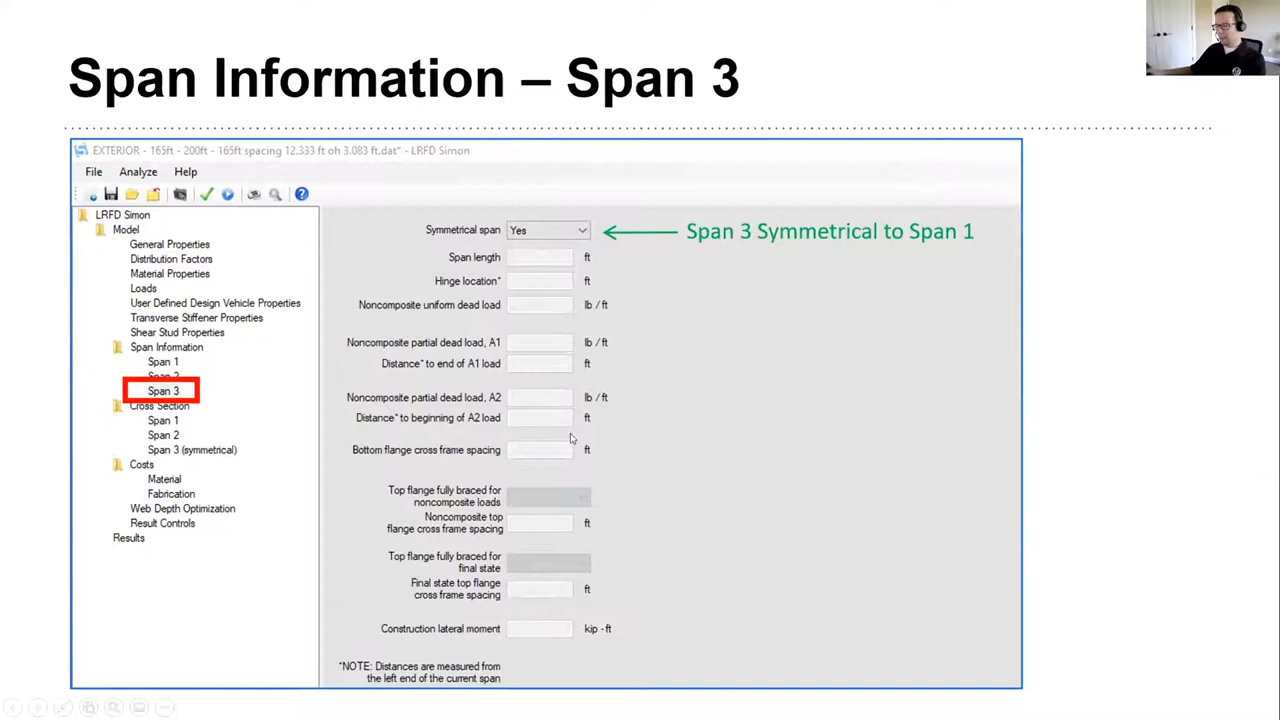 Span Information – Span 3
EXTERIOR - 165ft - 200ft - 165ft spacing 12.333 ft oh 3.083 ft.dat* - LRFD Simon
File Analyze Help
LRFD Simon
Model
General Properties
Distribution Factors
Material Properties
Loads
User Defined Design Vehicle Properties
Transverse Stiffener Properties
Shear Stud Properties
Span Information
Span 1
Span 2
Span 3
Cross Section
Span 1
Span 2
Span 3 (symmetrical)
Costs
Material
Fabrication
Web Depth Optimization
Result Controls
Results
Symmetrical span Yes
Span 3 Symmetrical to Span 1
Span length ft
Hinge location* ft
Noncomposite uniform dead load lb / ft
Noncomposite partial dead load, A1 lb / ft
Distance* to end of A1 load ft
Noncomposite partial dead load, A2 lb / ft
Distance* to beginning of A2 load ft
Bottom flange cross frame spacing ft
Top flange fully braced for
noncomposite loads
Noncomposite top
flange cross frame spacing ft
Top flange fully braced for
final state
Final state top flange
cross frame spacing ft
Construction lateral moment kip - ft
*NOTE: Distances are measured from
the left end of the current span